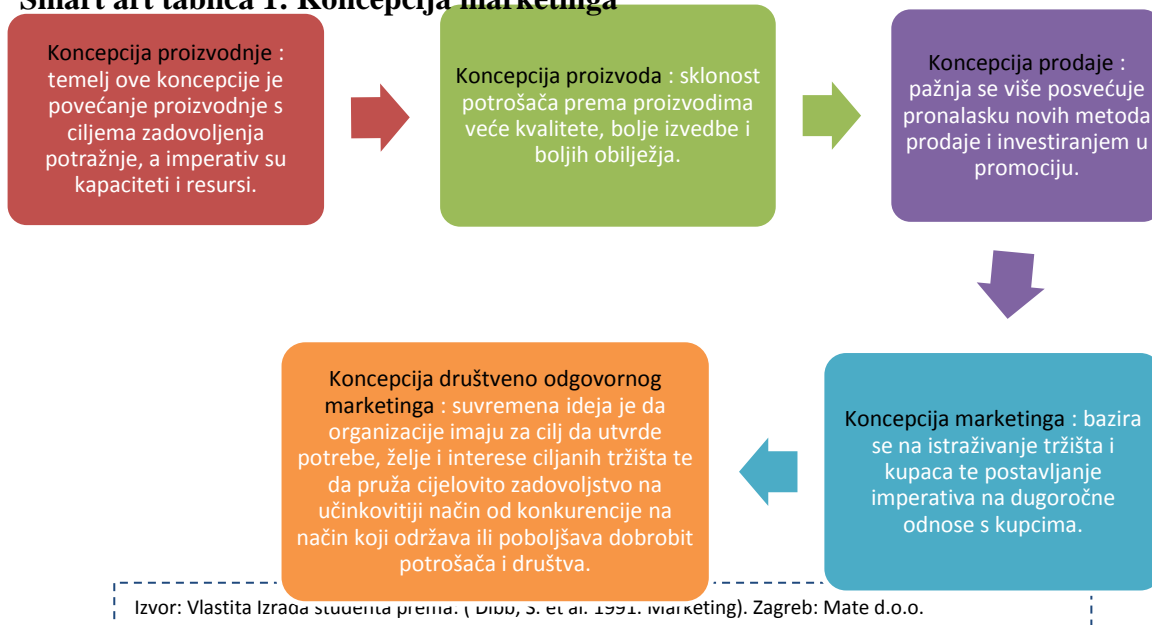 Smart art tablica 1: Koncepcija marketinga
Koncepcija proizvodnje :
temelj ove koncepcije je
povećanje proizvodnje s
ciljema zadovoljenja
potražnje, a imperativ su
kapaciteti i resursi.
Koncepcija proizvoda : sklonost
potrošača prema proizvodima
veće kvalitete, bolje izvedbe i
boljih obilježja.
Koncepcija prodaje :
pažnja se više posvećuje
pronalasku novih metoda
prodaje i investiranjem u
promociju.
Koncepcija marketinga : bazira
se na istraživanje tržišta i
kupaca te postavljanje
imperativa na dugoročne
odnose s kupcima.
Koncepcija društveno odgovornog
marketinga : suvremena ideja je da
organizacije imaju za cilj da utvrde
potrebe, želje i interese ciljanih tržišta te
da pruža cijelovito zadovoljstvo na
učinkovitiji način od konkurencije na
način koji održava ili poboljšava dobrobit
potrošača i društva.
Izvor: Vlastita Izrada studenta prema: ( Dibb, S. et al. 1991. Marketing). Zagreb: Mate d.o.o.